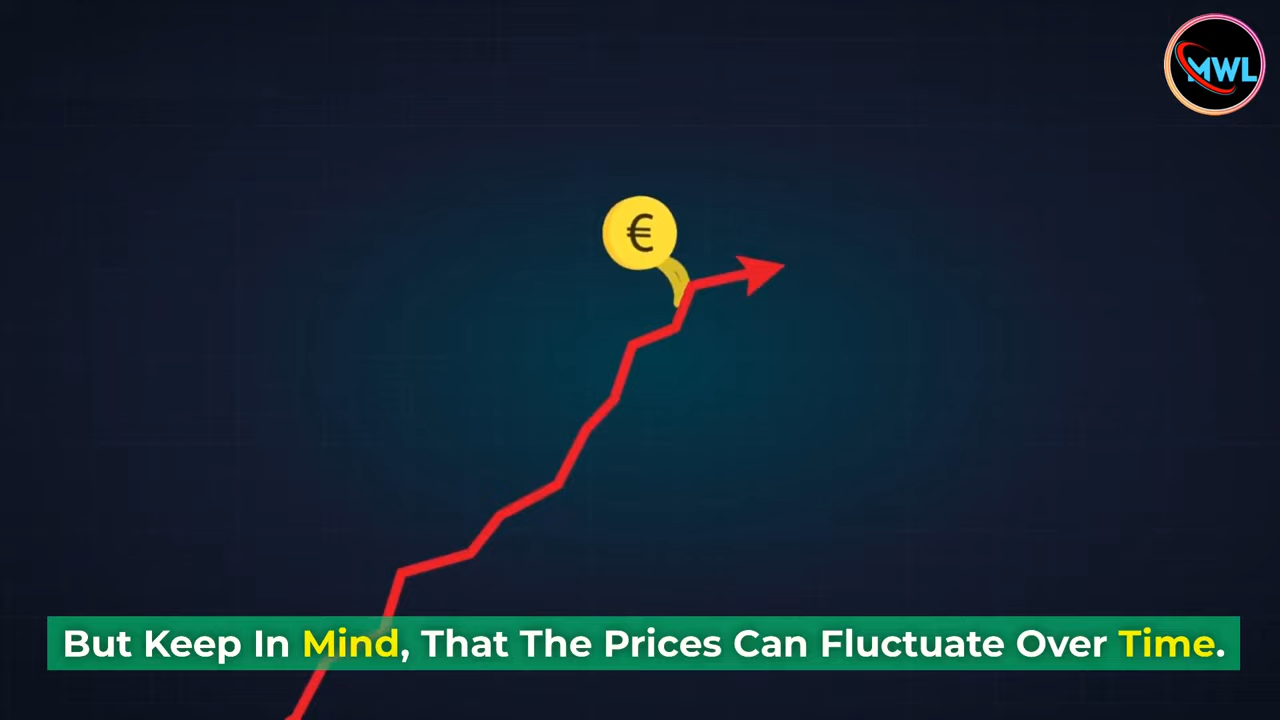 MWL
€
But Keep In Mind, That The Prices Can Fluctuate Over Time.